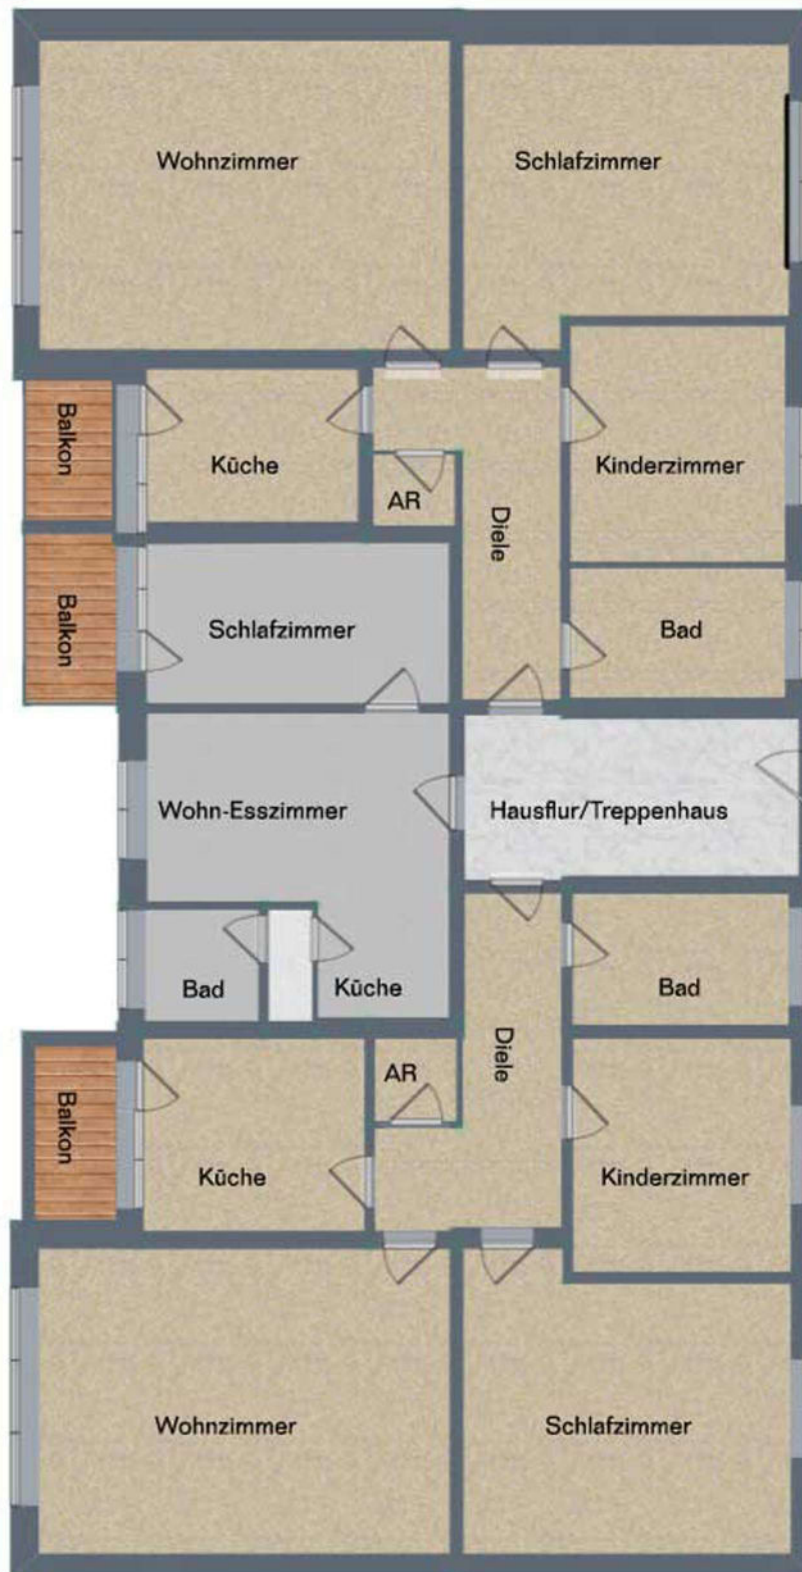 Wohnzimmer
Schlafzimmer
Balkon
Küche
AR
Diele
Kinderzimmer
Balkon
Schlafzimmer
Bad
Wohn-Esszimmer
Hausflur/Treppenhaus
Bad
Küche
Bad
Balkon
Küche
AR
Diele
Kinderzimmer
Wohnzimmer
Schlafzimmer